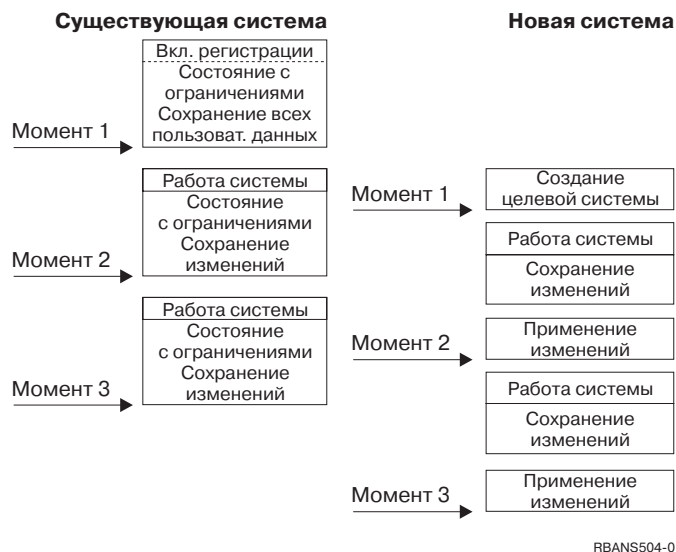 Существующая система
Вкл. регистрации
Состояние с
ограничениями
Сохранение всех
пользоват. данных
Момент 1
Работа системы
Состояние
с ограничениями
Сохранение
изменений
Момент 2
Работа системы
Состояние
с ограничениями
Сохранение
изменений
Момент 3
Новая система
Создание
целевой системы
Момент 1
Работа системы
Сохранение
изменений
Применение
изменений
Момент 2
Работа системы
Сохранение
изменений
Применение
изменений
Момент 3
RBANS504-0